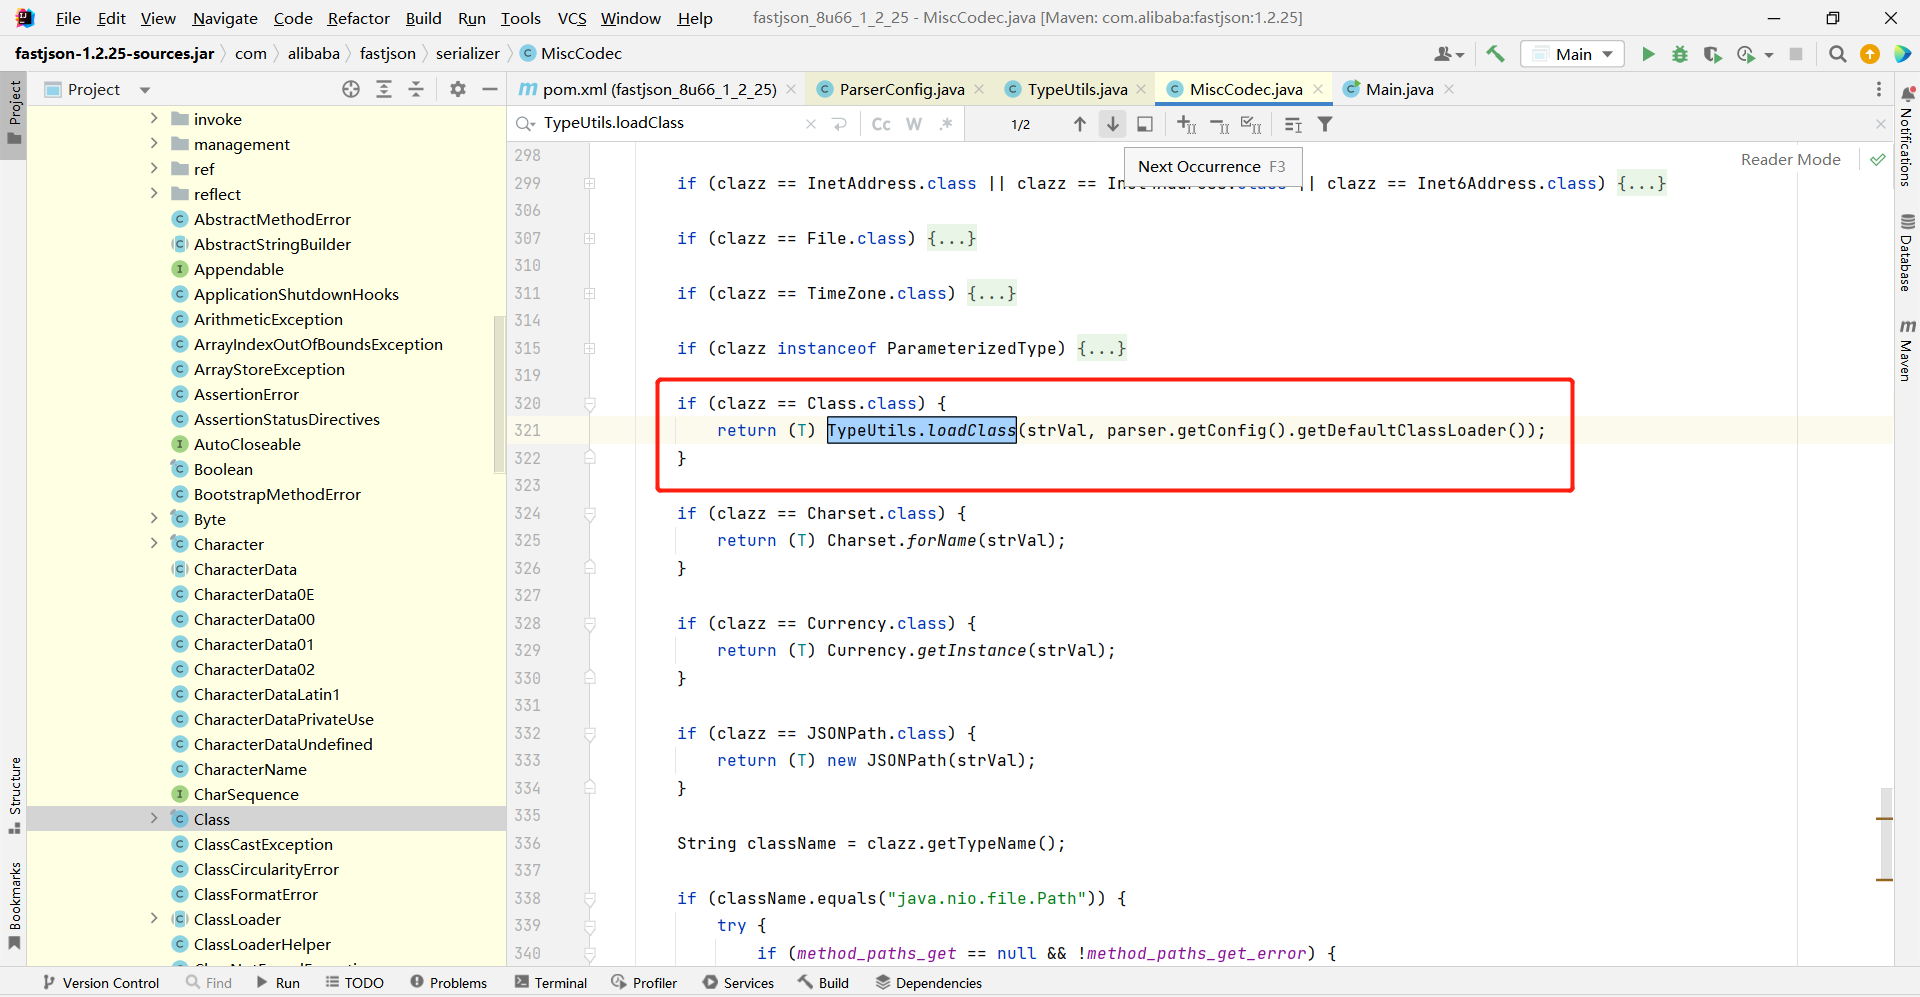 File Edit View Navigate Code Refactor Build Run Tools VCS Window Help fastjson_8u66_1_2_25 - MiscCodec.java [Maven: com.alibaba:fastjson:1.2.25]
fastjson-1.2.25-sources.jar com alibaba fastjson serializer MiscCodec Main
Project pom.xml (fastjson_8u66_1_2_25) ParserConfig.java TypeUtils.java MiscCodec.java Main.java
TypeUtils.loadClass Cc W .* 1/2
Next Occurrence F3
Reader Mode
Project
Structure
Bookmarks
invoke
management
ref
reflect
AbstractMethodError
AbstractStringBuilder
Appendable
ApplicationShutdownHooks
ArithmeticException
ArrayIndexOutOfBoundsException
ArrayStoreException
AssertionError
AssertionStatusDirectives
AutoCloseable
Boolean
BootstrapMethodError
Byte
Character
CharacterData
CharacterData0E
CharacterData00
CharacterData01
CharacterData02
CharacterDataLatin1
CharacterDataPrivateUse
CharacterDataUndefined
CharacterName
CharSequence
Class
ClassCastException
ClassCircularityError
ClassFormatError
ClassLoader
ClassLoaderHelper
298
299 if (clazz == InetAddress.class || clazz == || clazz == Inet6Address.class) {...}
306
307 if (clazz == File.class) {...}
310
311 if (clazz == TimeZone.class) {...}
314
315 if (clazz instanceof ParameterizedType) {...}
319
320 if (clazz == Class.class) {
321 return (T) TypeUtils.loadClass(strVal, parser.getConfig().getDefaultClassLoader());
322 }
323
324 if (clazz == Charset.class) {
325 return (T) Charset.forName(strVal);
326 }
327
328 if (clazz == Currency.class) {
329 return (T) Currency.getInstance(strVal);
330 }
331
332 if (clazz == JSONPath.class) {
333 return (T) new JSONPath(strVal);
334 }
335
336 String className = clazz.getTypeName();
337
338 if (className.equals("java.nio.file.Path")) {
339 try {
340 if (method_paths_get == null && !method_paths_get_error) {
Notifications
Database
Maven
Version Control Find Run TODO Problems Terminal Profiler Services Build Dependencies